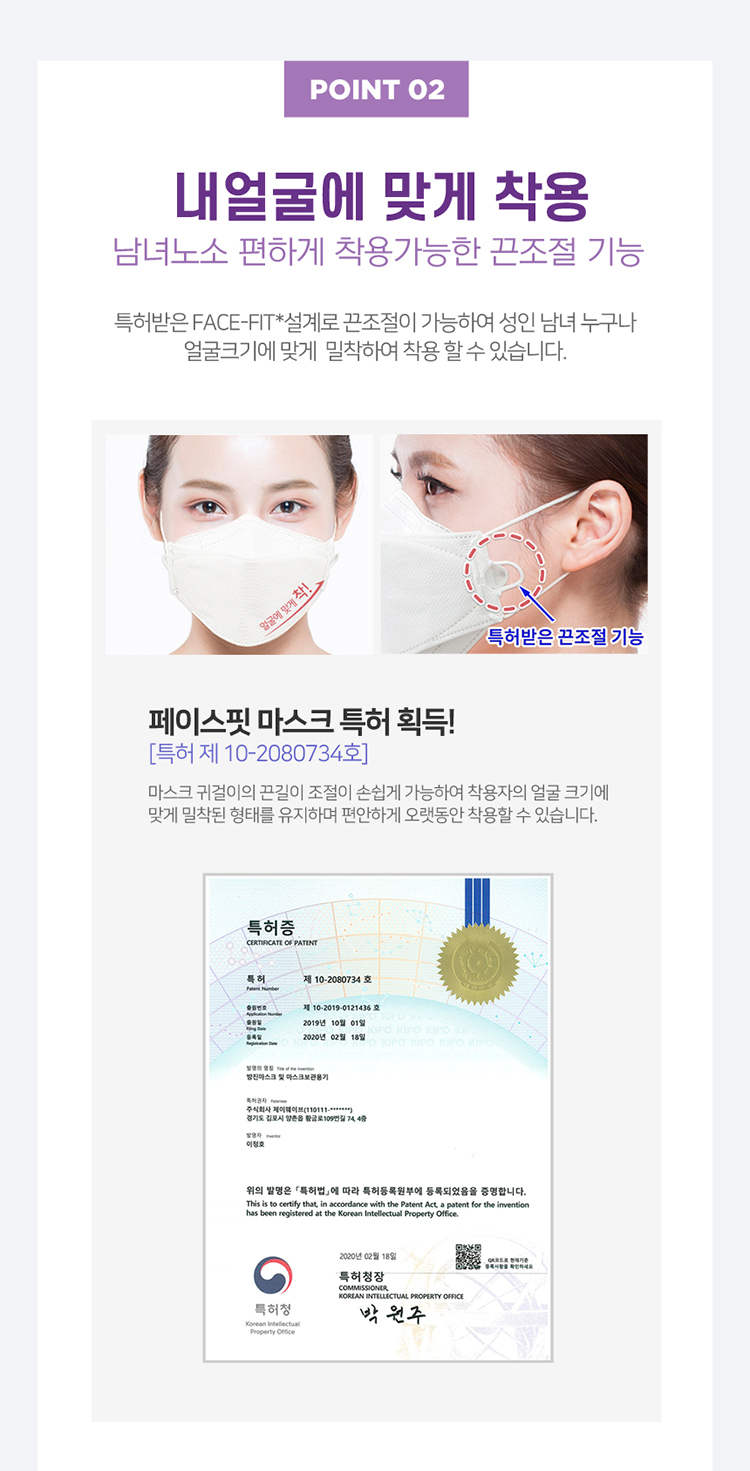 POINT 02
내얼굴에 맞게 착용
남녀노소 편하게 착용가능한 끈조절 기능
특허받은 FACE-FIT*설계로 끈조절이 가능하여 성인 남녀 누구나
얼굴크기에 맞게 밀착하여 착용 할 수 있습니다.
얼굴에 맞게 착!
특허받은 끈조절 기능
페이스핏 마스크 특허 획득!
[특허 제 10-2080734호]
마스크 귀걸이의 끈길이 조절이 손쉽게 가능하여 착용자의 얼굴 크기에
맞게 밀착된 형태를 유지하며 편안하게 오랫동안 착용할 수 있습니다.
특허증
CERTIFICATE OF PATENT
특허 제 10-2080734 호
Patent Number
출원번호 제 10-2019-0121436 호
Application Number
출원일 2019년 10월 01일
Filing Date
등록일 2020년 02월 18일
Registration Date
발명의 명칭 Title of the Invention
방진마스크 및 마스크보관용기
특허권자 Patentee
주식회사 제이웨이브(110111-*******)
경기도 김포시 양촌읍 황금로109번길 74, 4층
발명자 Inventor
이정호
위의 발명은 「특허법」에 따라 특허등록원부에 등록되었음을 증명합니다.
This is to certify that, in accordance with the Patent Act, a patent for the invention
has been registered at the Korean Intellectual Property Office.
2020년 02월 18일
QR코드로 현재기준
등록사항을 확인하세요
특허청장
COMMISSIONER,
KOREAN INTELLECTUAL PROPERTY OFFICE
박원주
특허청
Korean Intellectual
Property Office